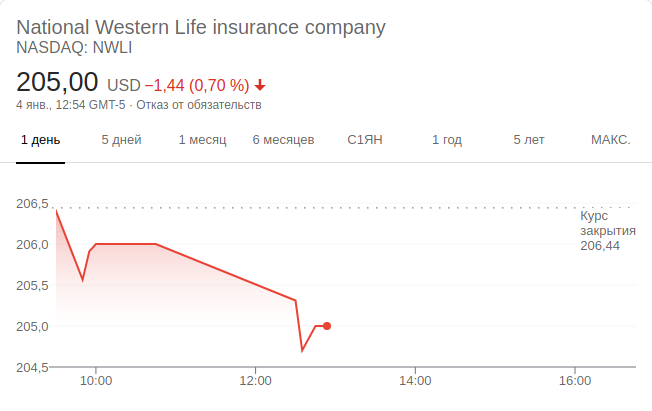 National Western Life insurance company
NASDAQ: NWLI
205,00 USD −1,44 (0,70 %)
4 янв., 12:54 GMT-5 · Отказ от обязательств
1 день 5 дней 1 месяц 6 месяцев С1ЯН 1 год 5 лет МАКС.
206,5
Курс
закрытия
206,44
206,0
205,5
205,0
204,5
10:00 12:00 14:00 16:00